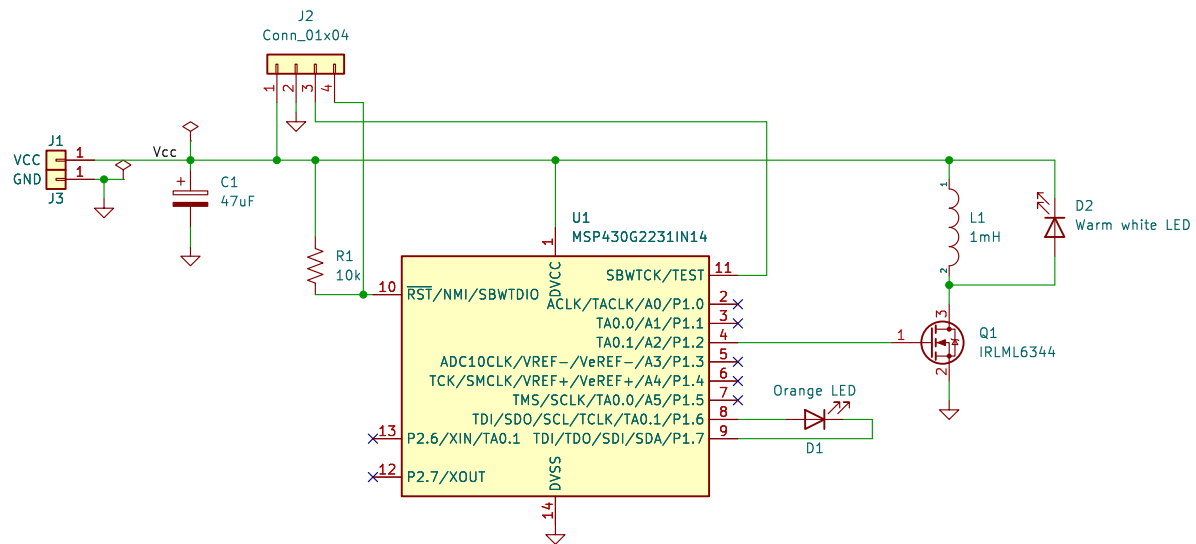 J2
Conn_01x04
1
2
3
4
J1
VCC
1
Vcc
GND
1
J3
+
C1
47uF
R1
10k
U1
MSP430G2231IN14
1
DVCC
10
RST/NMI/SBWTDIO
SBWTCK/TEST
11
ACLK/TACLK/A0/P1.0
2
TA0.0/A1/P1.1
3
TA0.1/A2/P1.2
4
ADC10CLK/VREF-/VeREF-/A3/P1.3
5
TCK/SMCLK/VREF+/VeREF+/A4/P1.4
6
TMS/SCLK/TA0.0/A5/P1.5
7
TDI/SDO/SCL/TCLK/TA0.1/P1.6
8
13
P2.6/XIN/TA0.1
TDI/TDO/SDI/SDA/P1.7
9
12
P2.7/XOUT
DVSS
14
Orange LED
D1
1
L1
1mH
2
D2
Warm white LED
3
1
Q1
IRLML6344
2